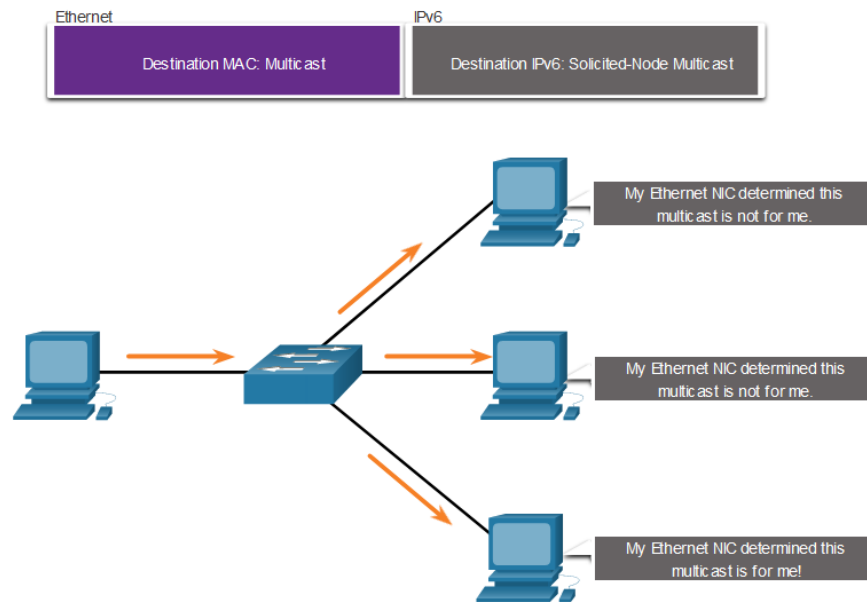 Ethernet
IPv6
Destination MAC: Multicast
Destination IPv6: Solicited-Node Multicast
My Ethernet NIC determined this
multicast is not for me.
My Ethernet NIC determined this
multicast is not for me.
My Ethernet NIC determined this
multicast is for me!